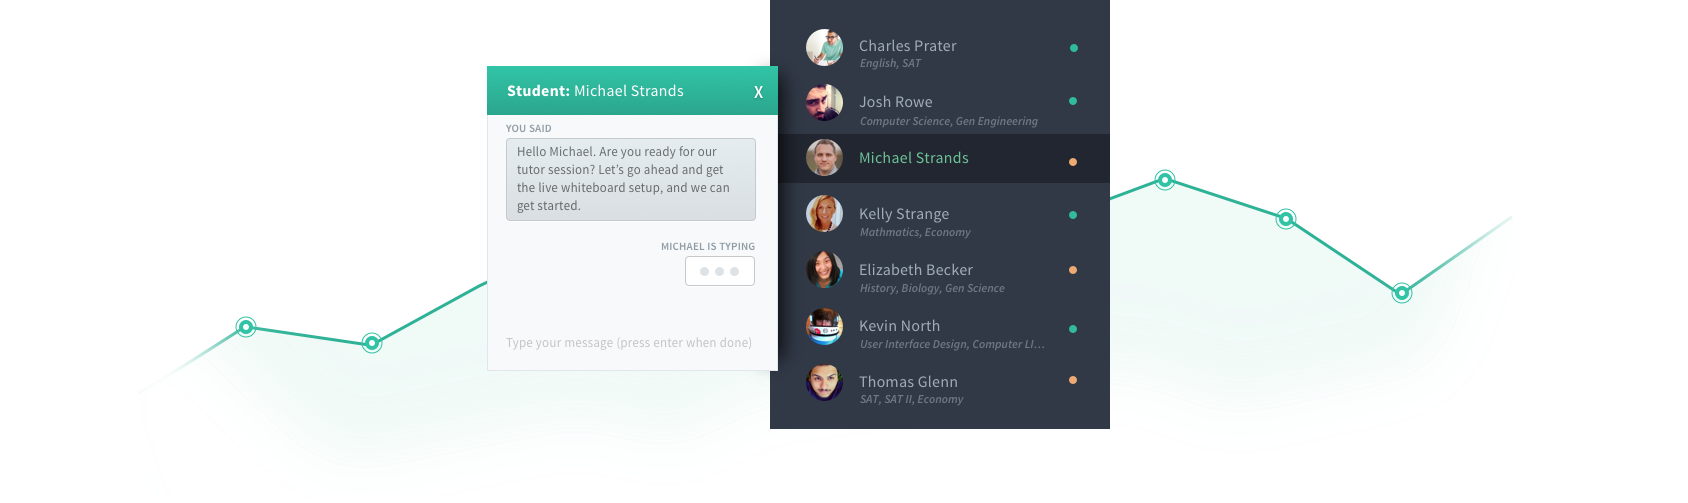 Student: Michael Strands X
YOU SAID
Hello Michael. Are you ready for our
tutor session? Let's go ahead and get
the live whiteboard setup, and we can
get started.
MICHAEL IS TYPING
Type your message (press enter when done)
Charles Prater
English, SAT
Josh Rowe
Computer Science, Gen Engineering
Michael Strands
Kelly Strange
Mathmatics, Economy
Elizabeth Becker
History, Biology, Gen Science
Kevin North
User Interface Design, Computer LI...
Thomas Glenn
SAT, SAT II, Economy